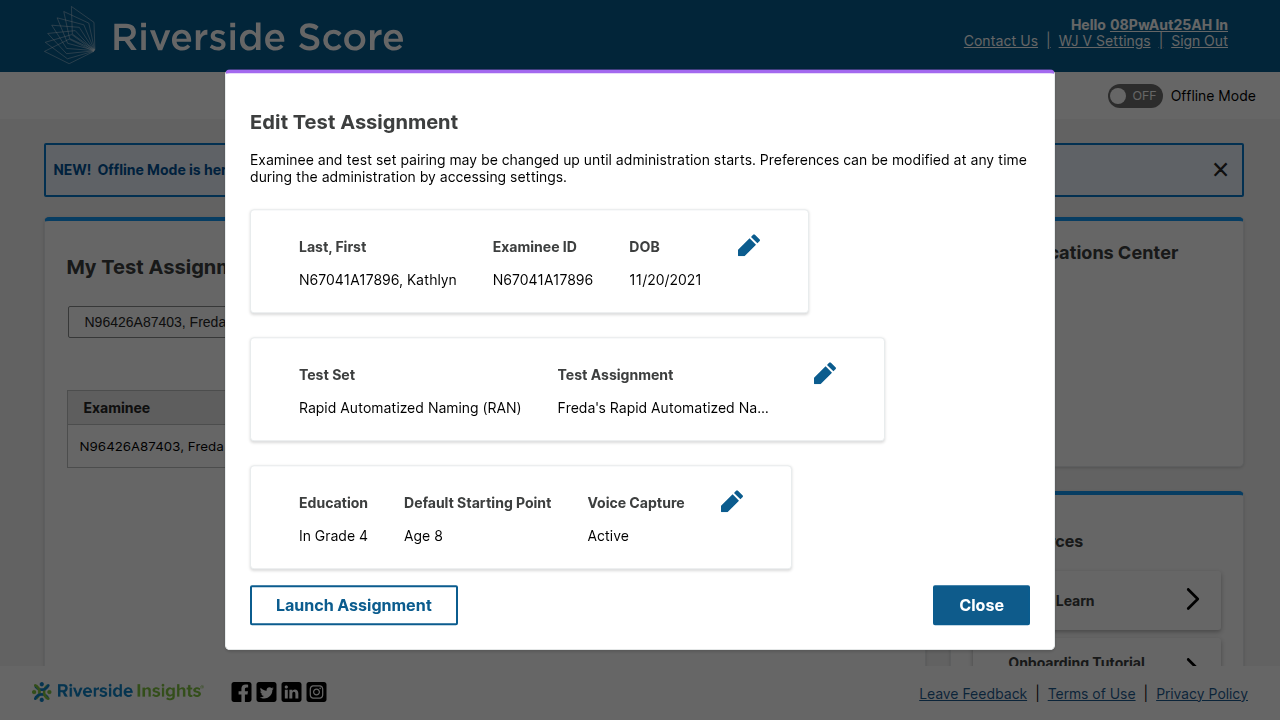 Riverside Score
Hello 08PwAut25AH In
Contact Us | WJ V Settings | Sign Out
OFF Offline Mode
Edit Test Assignment
Examinee and test set pairing may be changed up until administration starts. Preferences can be modified at any time
during the administration by accessing settings.
NEW! Offline Mode is her
My Test Assignn
cations Center
N96426A87403, Freda
Examinee
N96426A87403, Freda
Last, First Examinee ID DOB
N67041A17896, Kathlyn N67041A17896 11/20/2021
Test Set Test Assignment
Rapid Automatized Naming (RAN) Freda's Rapid Automatized Na...
Education Default Starting Point Voice Capture
In Grade 4 Age 8 Active
Launch Assignment Close
ces
Learn
Onboarding Tutorial
Riverside Insights
Leave Feedback | Terms of Use | Privacy Policy